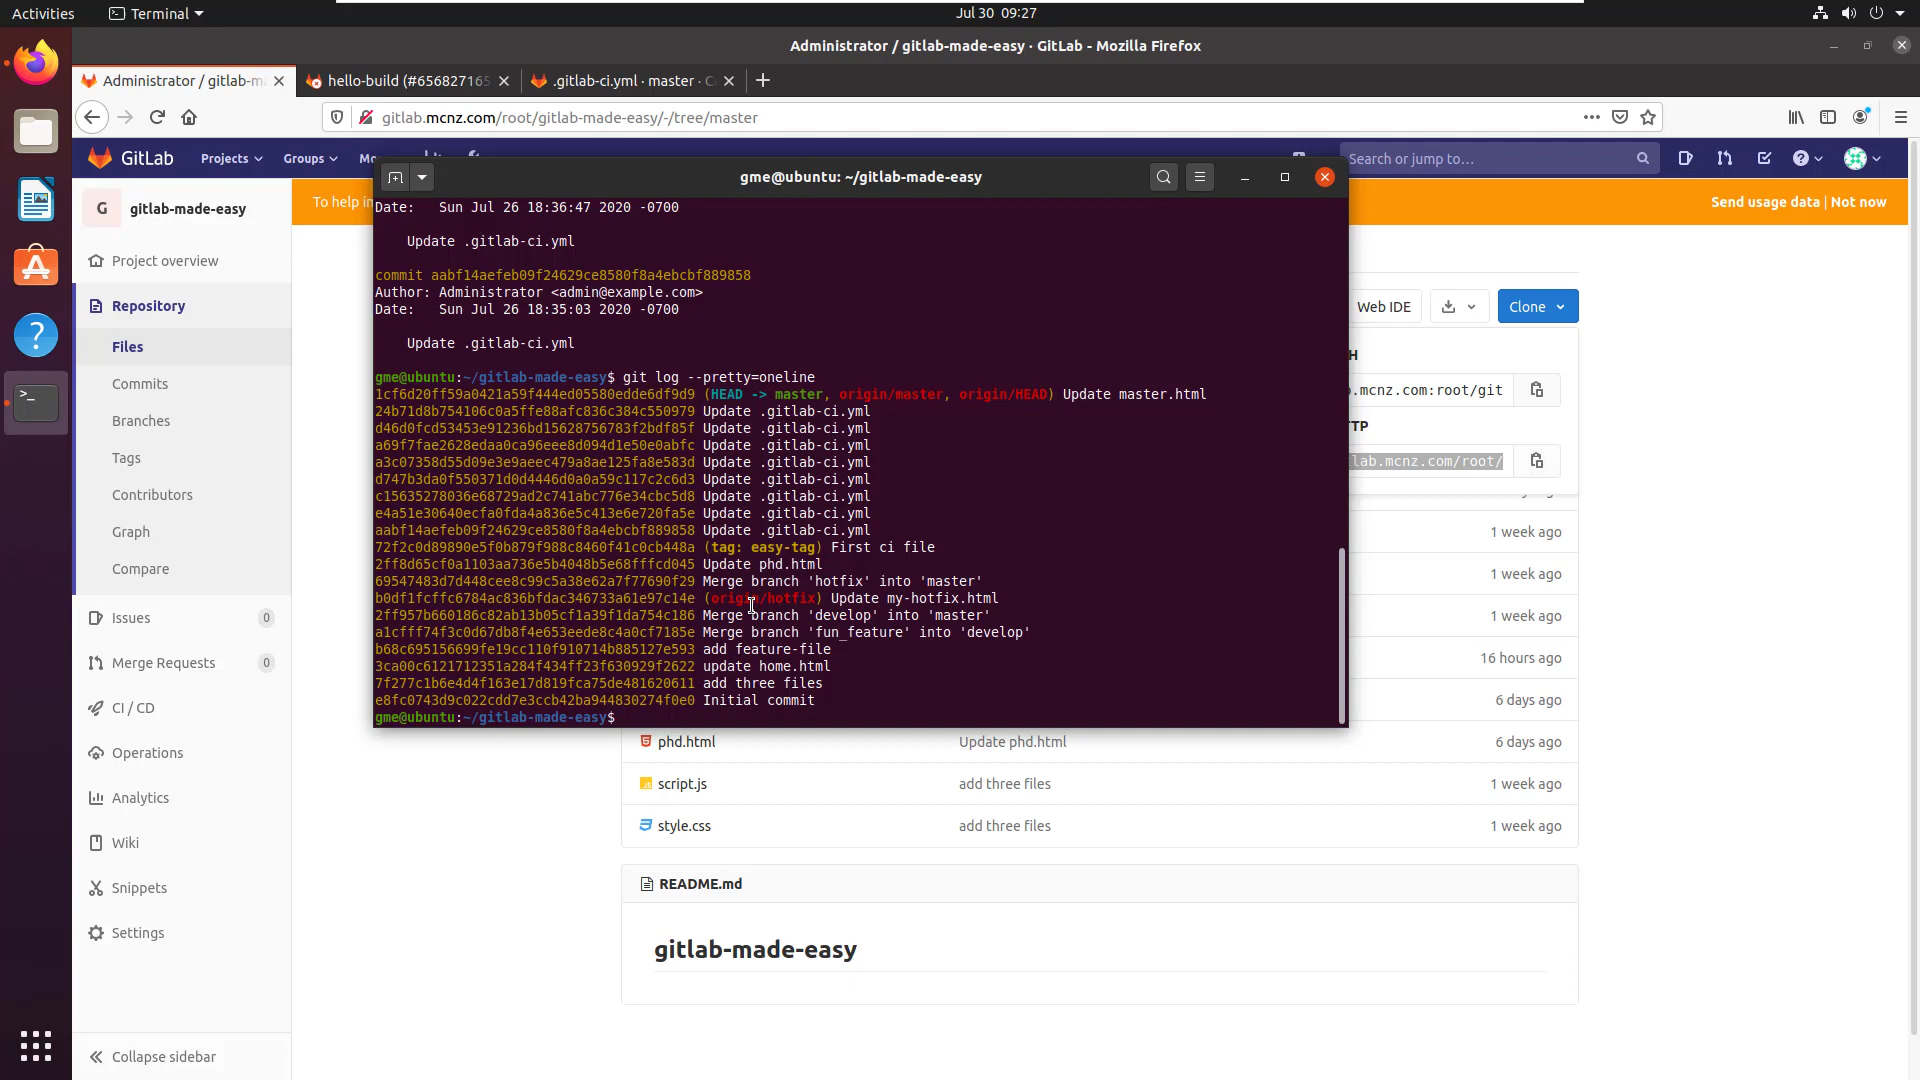 Activities
Terminal
Jul 30 09:27
Administrator / gitlab-made-easy · GitLab - Mozilla Firefox
Administrator / gitlab-ma
hello-build (#656827165
.gitlab-ci.yml · master ·
gitlab.mcnz.com/root/gitlab-made-easy/-/tree/master
GitLab
Projects
Groups
Search or jump to…
gme@ubuntu: ~/gitlab-made-easy
G
gitlab-made-easy
To help
Send usage data | Not now
Project overview
Repository
Files
Commits
Branches
Tags
Contributors
Graph
Compare
Issues 0
Merge Requests 0
CI / CD
Operations
Analytics
Wiki
Snippets
Settings
Collapse sidebar
Date:   Sun Jul 26 18:36:47 2020 -0700
Update .gitlab-ci.yml
commit aabf14aefeb09f24629ce8580f8a4ebcbf889858
Author: Administrator <admin@example.com>
Date:   Sun Jul 26 18:35:03 2020 -0700
Update .gitlab-ci.yml
gme@ubuntu:~/gitlab-made-easy$ git log --pretty=oneline
1cf6d20ff59a0421a59f444ed05580edde6df9d9 (HEAD -> master, origin/master, origin/HEAD) Update master.html
24b71d8b754106c0a5ffe88afc836c384c550979 Update .gitlab-ci.yml
d46d0fcd53453e91236bd15628756783f2bdf85f Update .gitlab-ci.yml
a69f7fae2628edaa0ca96eee8d094d1e50e0abfc Update .gitlab-ci.yml
a3c07358d55d09e3e9aeec479a8ae125fa8e583d Update .gitlab-ci.yml
d747b3da0f550371d0d4446d0a0a59c117c2c6d3 Update .gitlab-ci.yml
c15635278036e68729ad2c741abc776e34cbc5d8 Update .gitlab-ci.yml
e4a51e30640ecfa0fda4a836e5c413e6e720fa5e Update .gitlab-ci.yml
aabf14aefeb09f24629ce8580f8a4ebcbf889858 Update .gitlab-ci.yml
72f2c0d89890e5f0b879f988c8460f41c0cb448a (tag: easy-tag) First ci file
2ff8d65cf0a1103aa736e5b4048b5e68fffcd045 Update phd.html
69547483d7d448cee8c99c5a38e62a7f77690f29 Merge branch 'hotfix' into 'master'
b0df1fcffc6784ac836bfdac346733a61e97c14e (origin/hotfix) Update my-hotfix.html
2ff957b660186c82ab13b05cf1a39f1da754c186 Merge branch 'develop' into 'master'
a1cfff74f3c0d67db8f4e653eede8c4a0cf7185e Merge branch 'fun_feature' into 'develop'
b68c695156699fe19cc110f910714b885127e593 add feature-file
3ca00c6121712351a284f434ff23f630929f2622 update home.html
7f277c1b6e4d4f163e17d819fca75de481620611 add three files
e8fc0743d9c022cdd7e3ccb42ba944830274f0e0 Initial commit
gme@ubuntu:~/gitlab-made-easy$
Web IDE
Clone
.mcnz.com:root/git
TP
lab.mcnz.com/root/
1 week ago
1 week ago
1 week ago
16 hours ago
6 days ago
phd.html Update phd.html 6 days ago
script.js add three files 1 week ago
style.css add three files 1 week ago
README.md
gitlab-made-easy